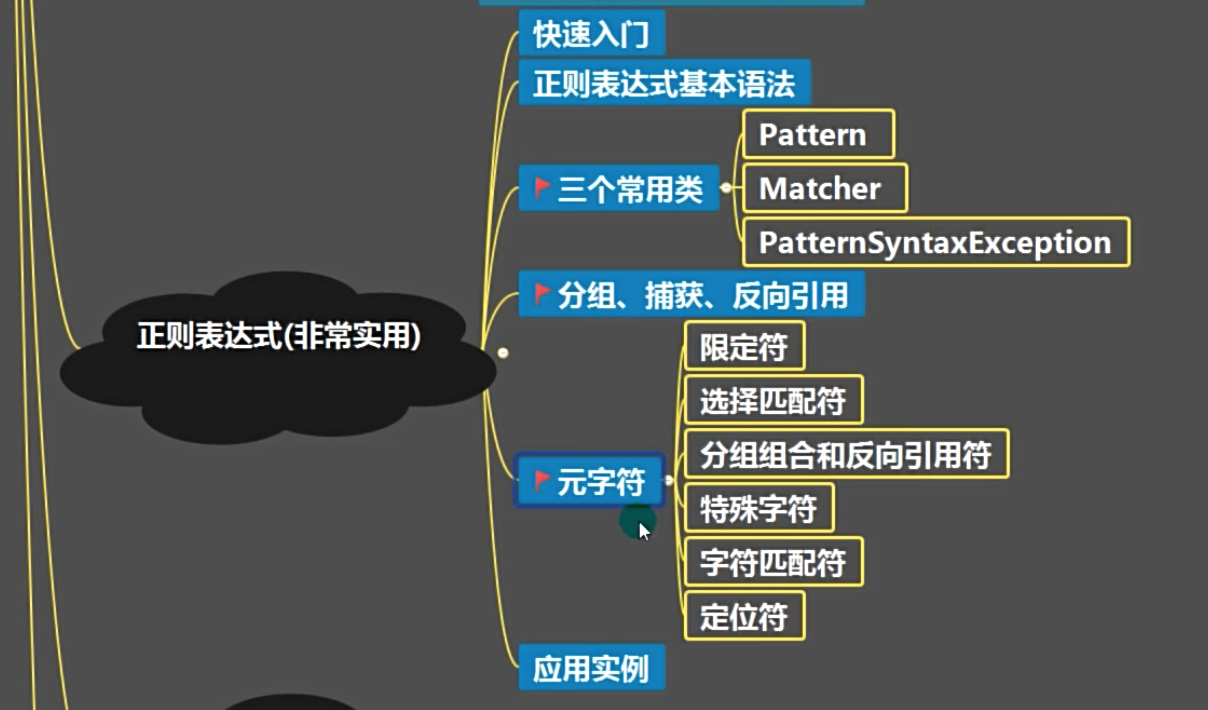 快速入门
正则表达式基本语法
三个常用类
Pattern
Matcher
PatternSyntaxException
分组、捕获、反向引用
正则表达式(非常实用)
元字符
限定符
选择匹配符
分组组合和反向引用符
特殊字符
字符匹配符
定位符
应用实例